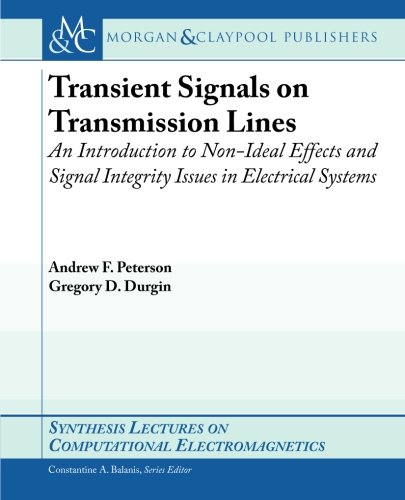 M
&C
MORGAN&CLAYPOOL PUBLISHERS
Transient Signals on
Transmission Lines
An Introduction to Non-Ideal Effects and
Signal Integrity Issues in Electrical Systems
Andrew F. Peterson
Gregory D. Durgin
SYNTHESIS LECTURES ON
COMPUTATIONAL ELECTROMAGNETICS
Constantine A. Balanis, Series Editor